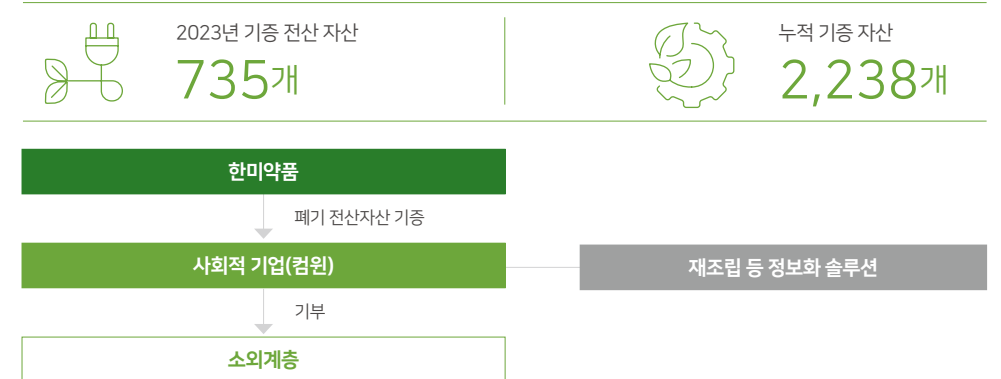 2023년 기증 전산 자산
735개
누적 기증 자산
2,238개
한미약품
폐기 전산자산 기증
사회적 기업(컴윈)
재조립 등 정보화 솔루션
기부
소외계층